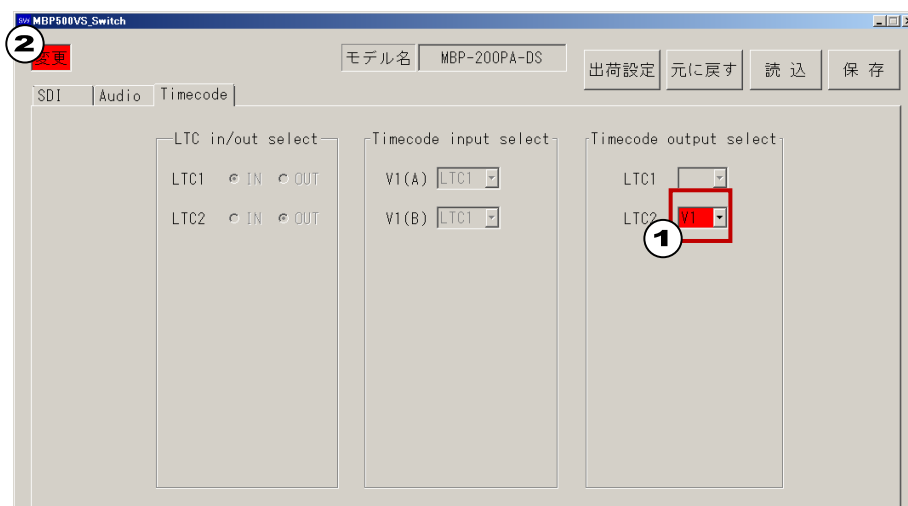 SW MBP500VS_Switch
② 変更 モデル名 MBP-200PA-DS 出荷設定 元に戻す 読 込 保 存
SDI Audio Timecode
LTC in/out select Timecode input select Timecode output select
LTC1 IN OUT V1(A) LTC1 LTC1
LTC2 IN OUT V1(B) LTC1 LTC2 V1
①